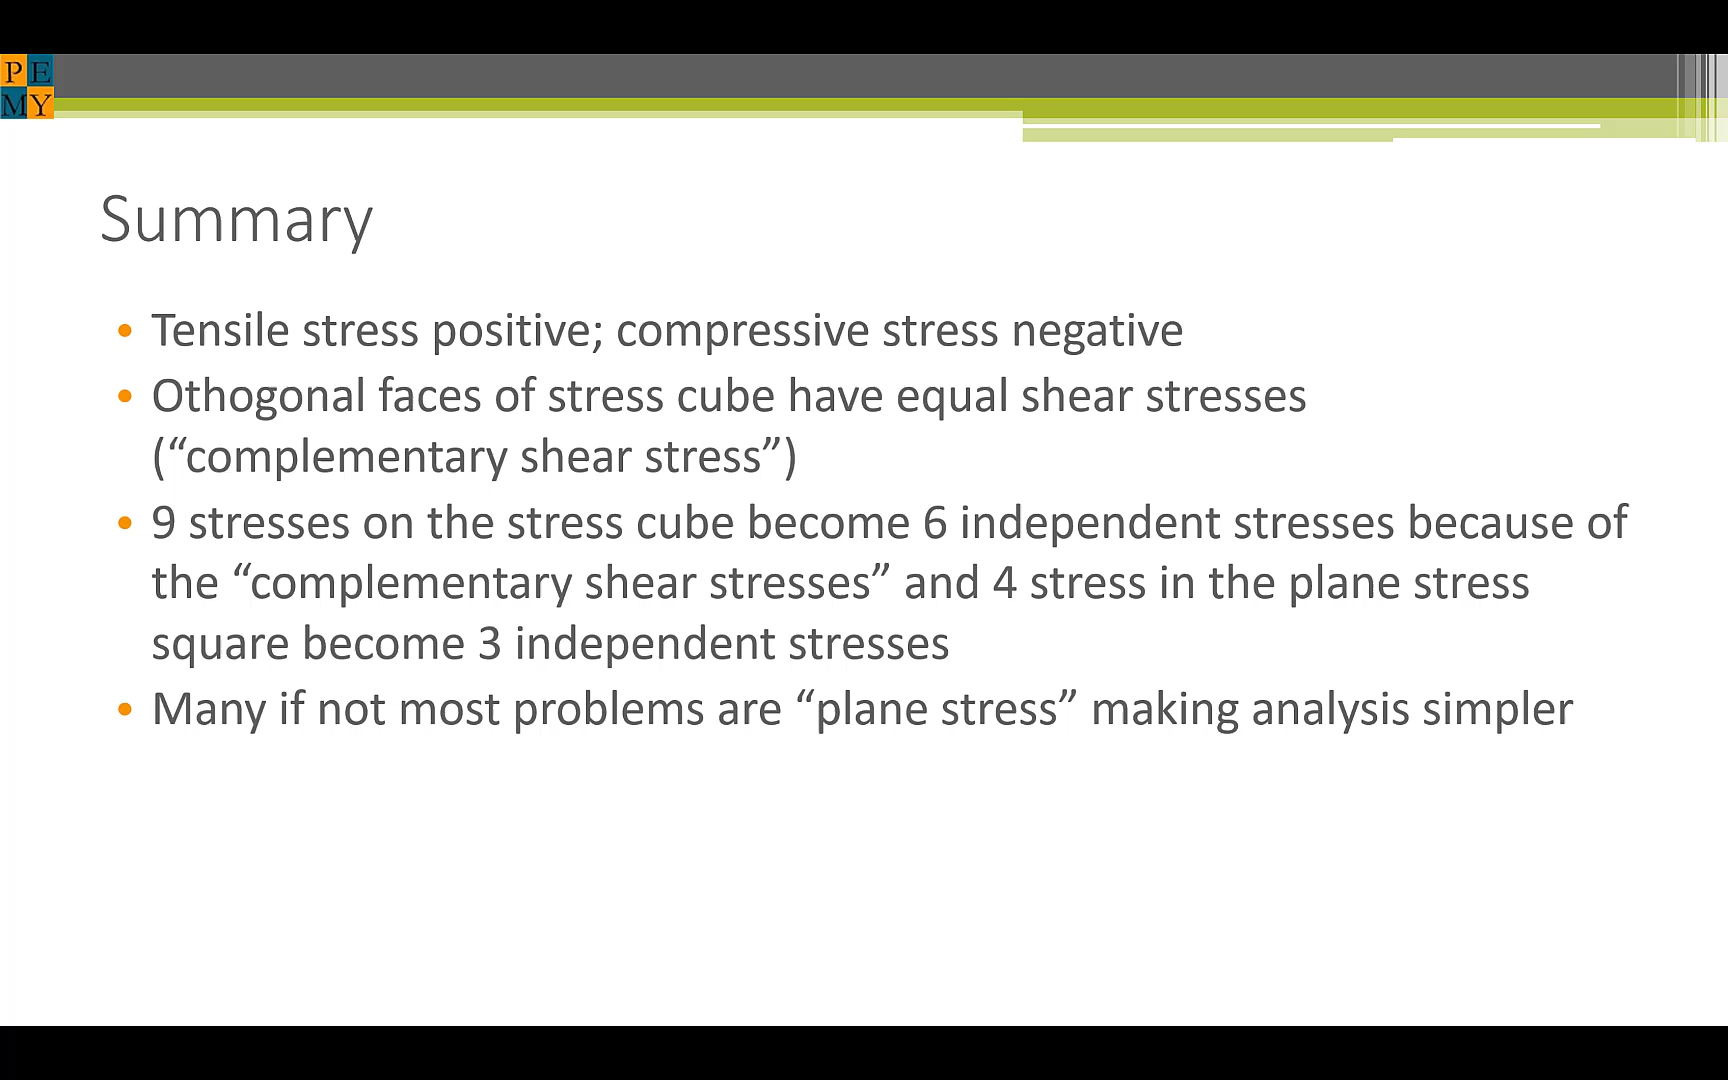 P E
M Y
Summary
• Tensile stress positive; compressive stress negative
• Othogonal faces of stress cube have equal shear stresses
(“complementary shear stress”)
• 9 stresses on the stress cube become 6 independent stresses because of
the “complementary shear stresses” and 4 stress in the plane stress
square become 3 independent stresses
• Many if not most problems are “plane stress” making analysis simpler